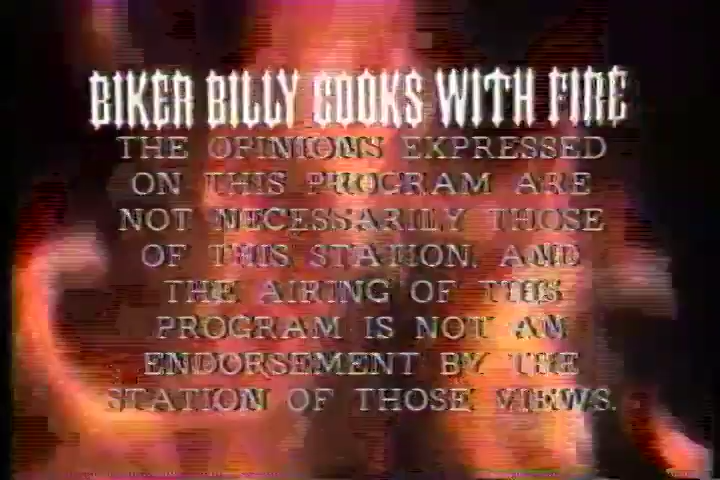 BIKER BILLY COOKS WITH FIRE
THE OPINIONS EXPRESSED
ON THIS PROGRAM ARE
NOT NECESSARILY THOSE
OF THIS STATION, AND
THE AIRING OF THIS
PROGRAM IS NOT AN
ENDORSEMENT BY THE
STATION OF THOSE VIEWS.